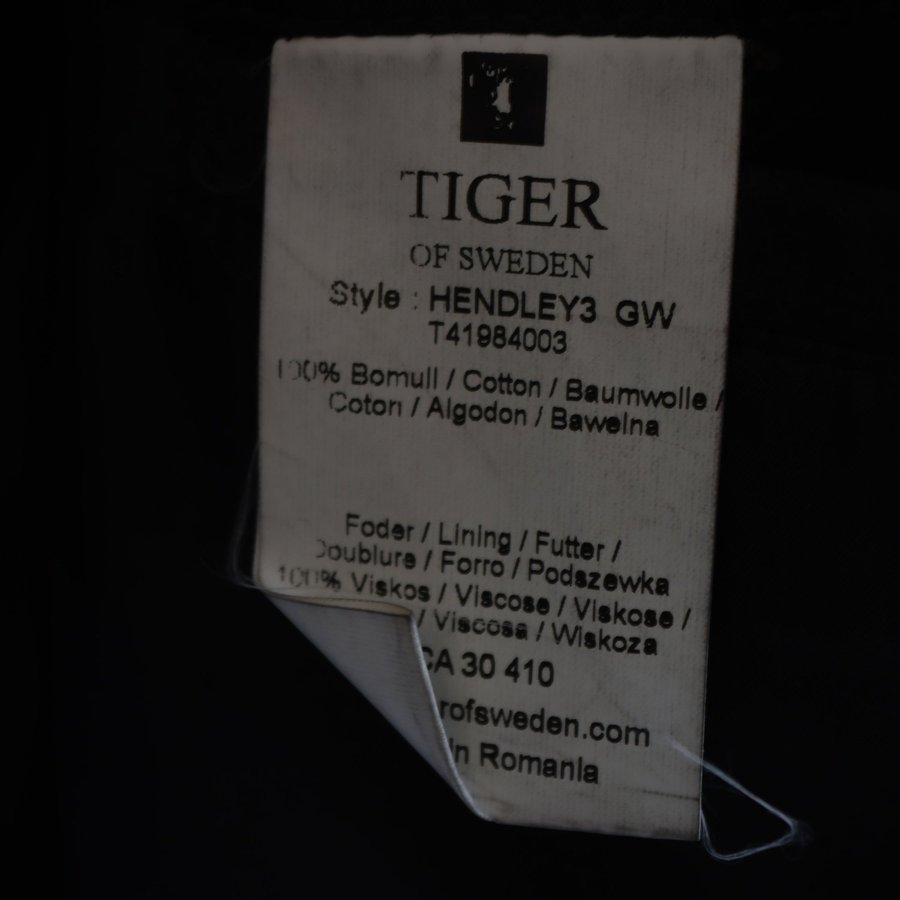 TIGER
OF SWEDEN
Style : HENDLEY3 GW
T41984003
100% Bomull / Cotton / Baumwolle /
Coton / Algodon / Bawelna
Foder / Lining / Futter /
Doublure / Forro / Podszewka
100% Viskos / Viscose / Viskose /
/ Viscosa / Wiskoza
CA 30 410
rofsweden.com
in Romania